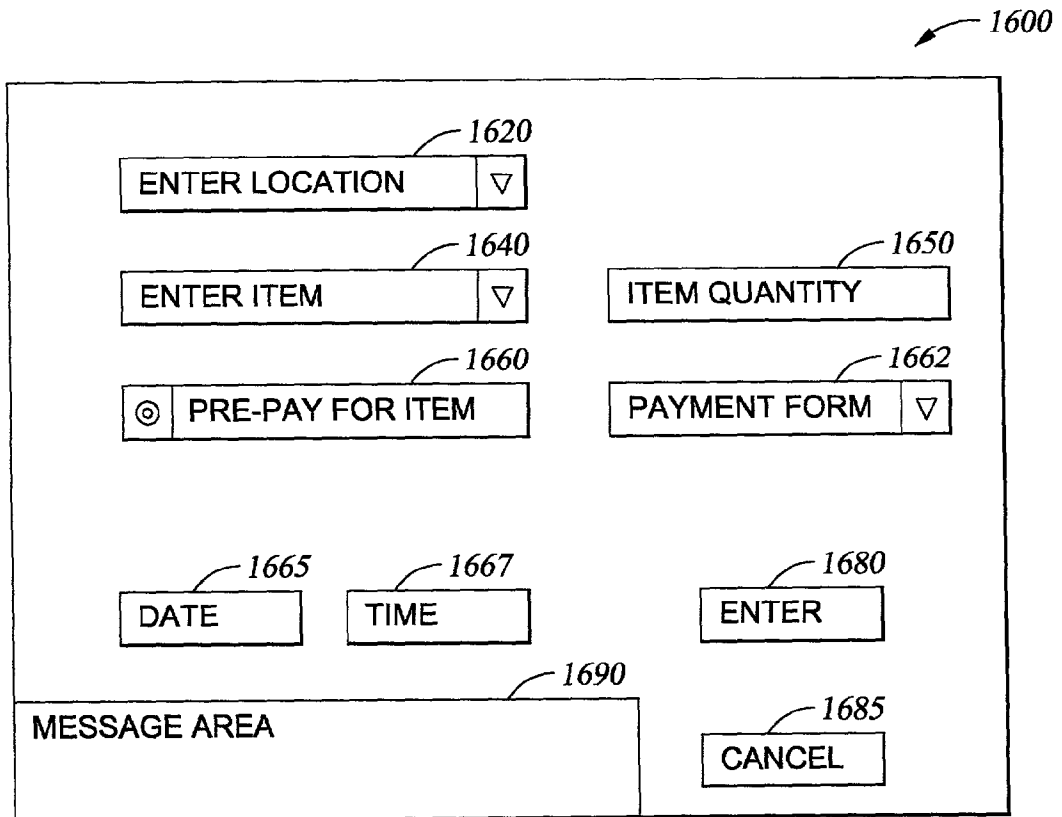 1600
1620
ENTER LOCATION
1640 1650
ENTER ITEM ITEM QUANTITY
1660 1662
PRE-PAY FOR ITEM PAYMENT FORM
1665 1667 1680
DATE TIME ENTER
1690
MESSAGE AREA
1685
CANCEL